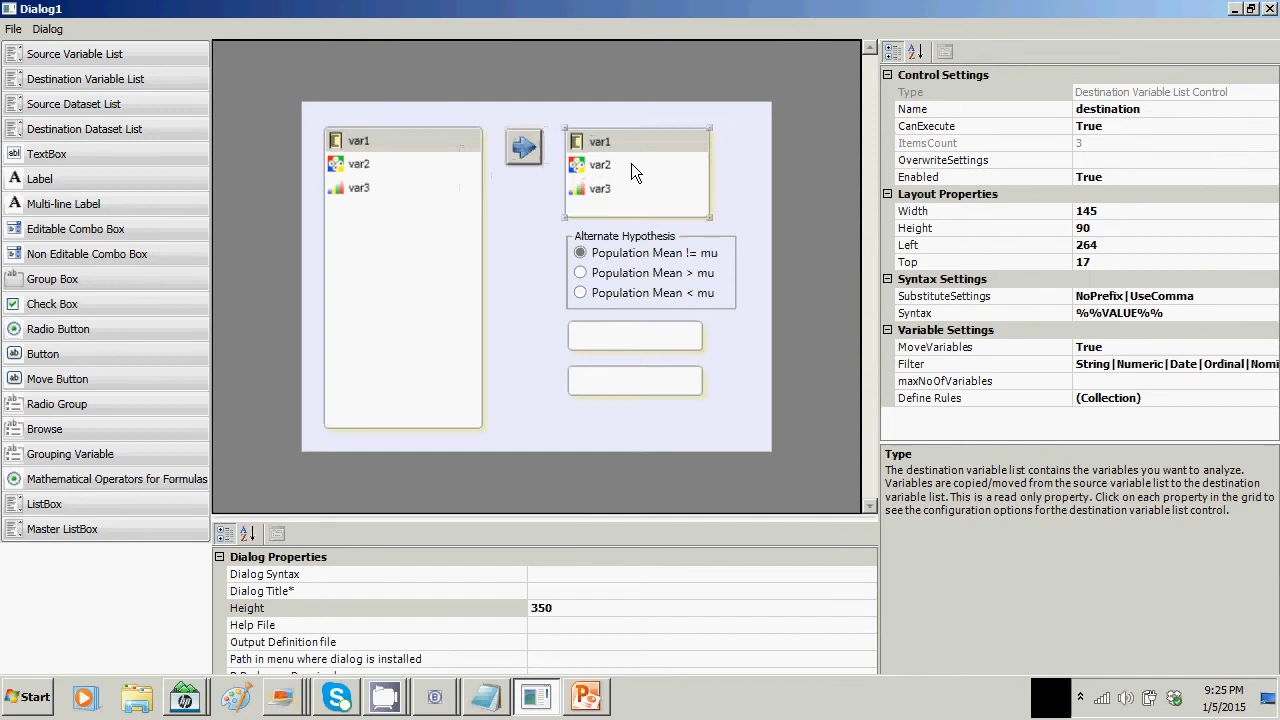 Dialog1
File Dialog
Source Variable List
Destination Variable List
Source Dataset List
Destination Dataset List
TextBox
Label
Multi-line Label
Editable Combo Box
Non Editable Combo Box
Group Box
Check Box
Radio Button
Button
Move Button
Radio Group
Browse
Grouping Variable
Mathematical Operators for Formulas
ListBox
Master ListBox
var1
var2
var3
var1
var2
var3
Alternate Hypothesis
Population Mean != mu
Population Mean > mu
Population Mean < mu
Dialog Properties
Dialog Syntax
Dialog Title*
Height 350
Help File
Output Definition file
Path in menu where dialog is installed
Control Settings
Type Destination Variable List Control
Name destination
CanExecute True
ItemsCount 3
OverwriteSettings
Enabled True
Layout Properties
Width 145
Height 90
Left 264
Top 17
Syntax Settings
SubstituteSettings NoPrefix|UseComma
Syntax %%VALUE%%
Variable Settings
MoveVariables True
Filter String|Numeric|Date|Ordinal|Nomi
maxNoOfVariables
Define Rules (Collection)
Type
The destination variable list contains the variables you want to analyze.
Variables are copied/moved from the source variable list to the destination
variable list. This is a read only property. Click on each property in the grid to
see the configuration options for the destination variable list control.
Start
9:25 PM
1/5/2015